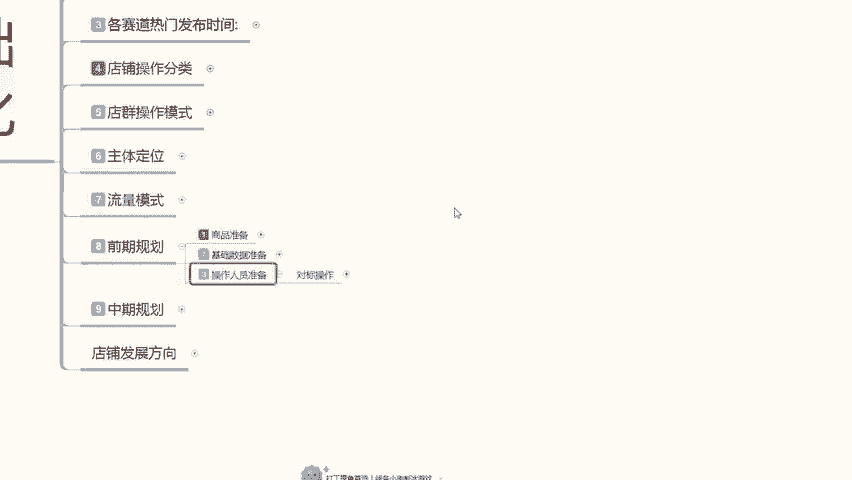 3 各赛道热门发布时间:
4 店铺操作分类
5 店群操作模式
6 主体定位
7 流量模式
8 前期规划
1 商品准备
2 基础数据准备
3 操作人员准备
对标操作
9 中期规划
店铺发展方向